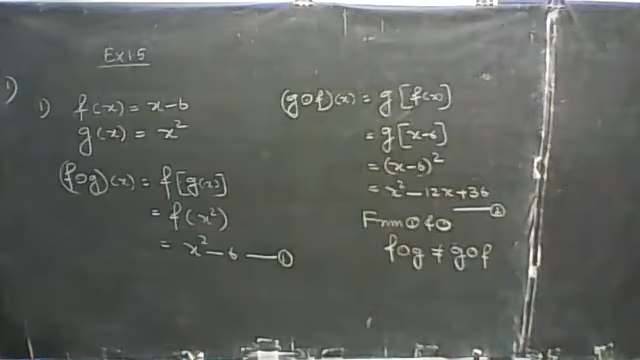 Ex 1.5
1)
1) f(x) = x-6
g(x) = x²
(fog)(x) = f[g(x)]
= f(x²)
= x²-6 —①
(gof)(x) = g[f(x)]
= g[x-6]
= (x-6)²
= x²-12x+36
—②
From ① & ②
fog ≠ gof